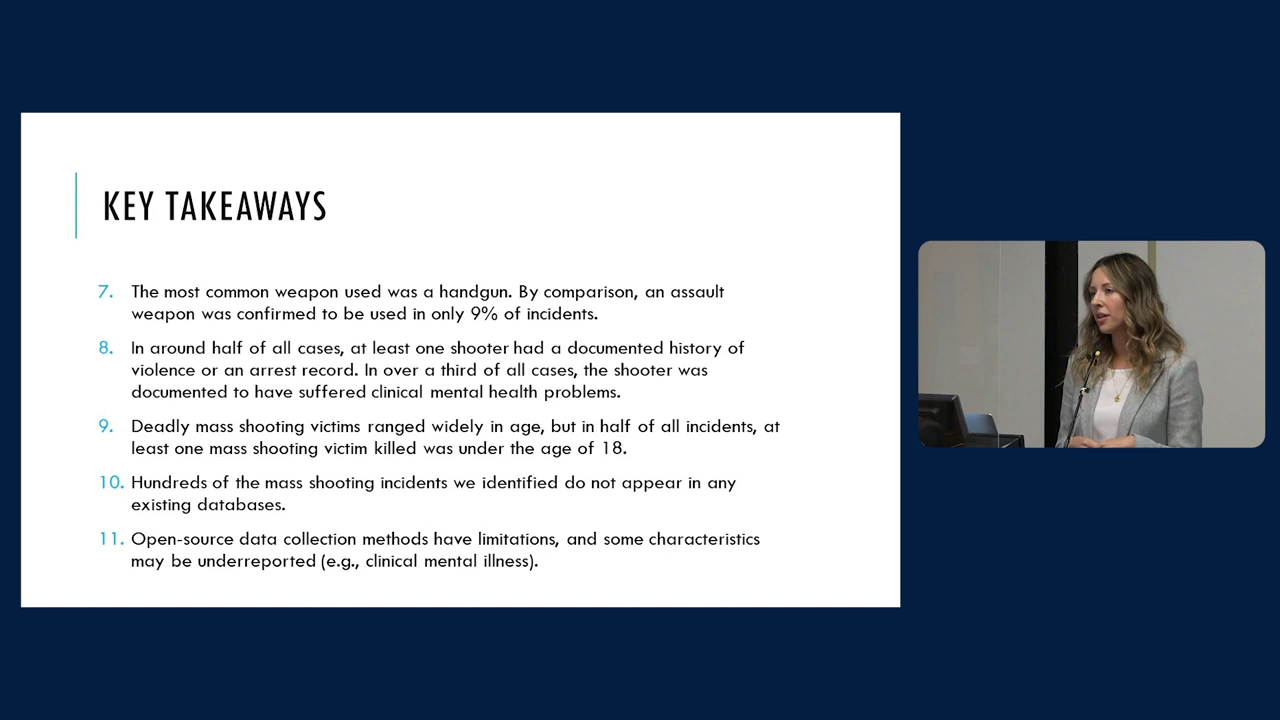 KEY TAKEAWAYS
7. The most common weapon used was a handgun. By comparison, an assault
weapon was confirmed to be used in only 9% of incidents.
8. In around half of all cases, at least one shooter had a documented history of
violence or an arrest record. In over a third of all cases, the shooter was
documented to have suffered clinical mental health problems.
9. Deadly mass shooting victims ranged widely in age, but in half of all incidents, at
least one mass shooting victim killed was under the age of 18.
10. Hundreds of the mass shooting incidents we identified do not appear in any
existing databases.
11. Open-source data collection methods have limitations, and some characteristics
may be underreported (e.g., clinical mental illness).